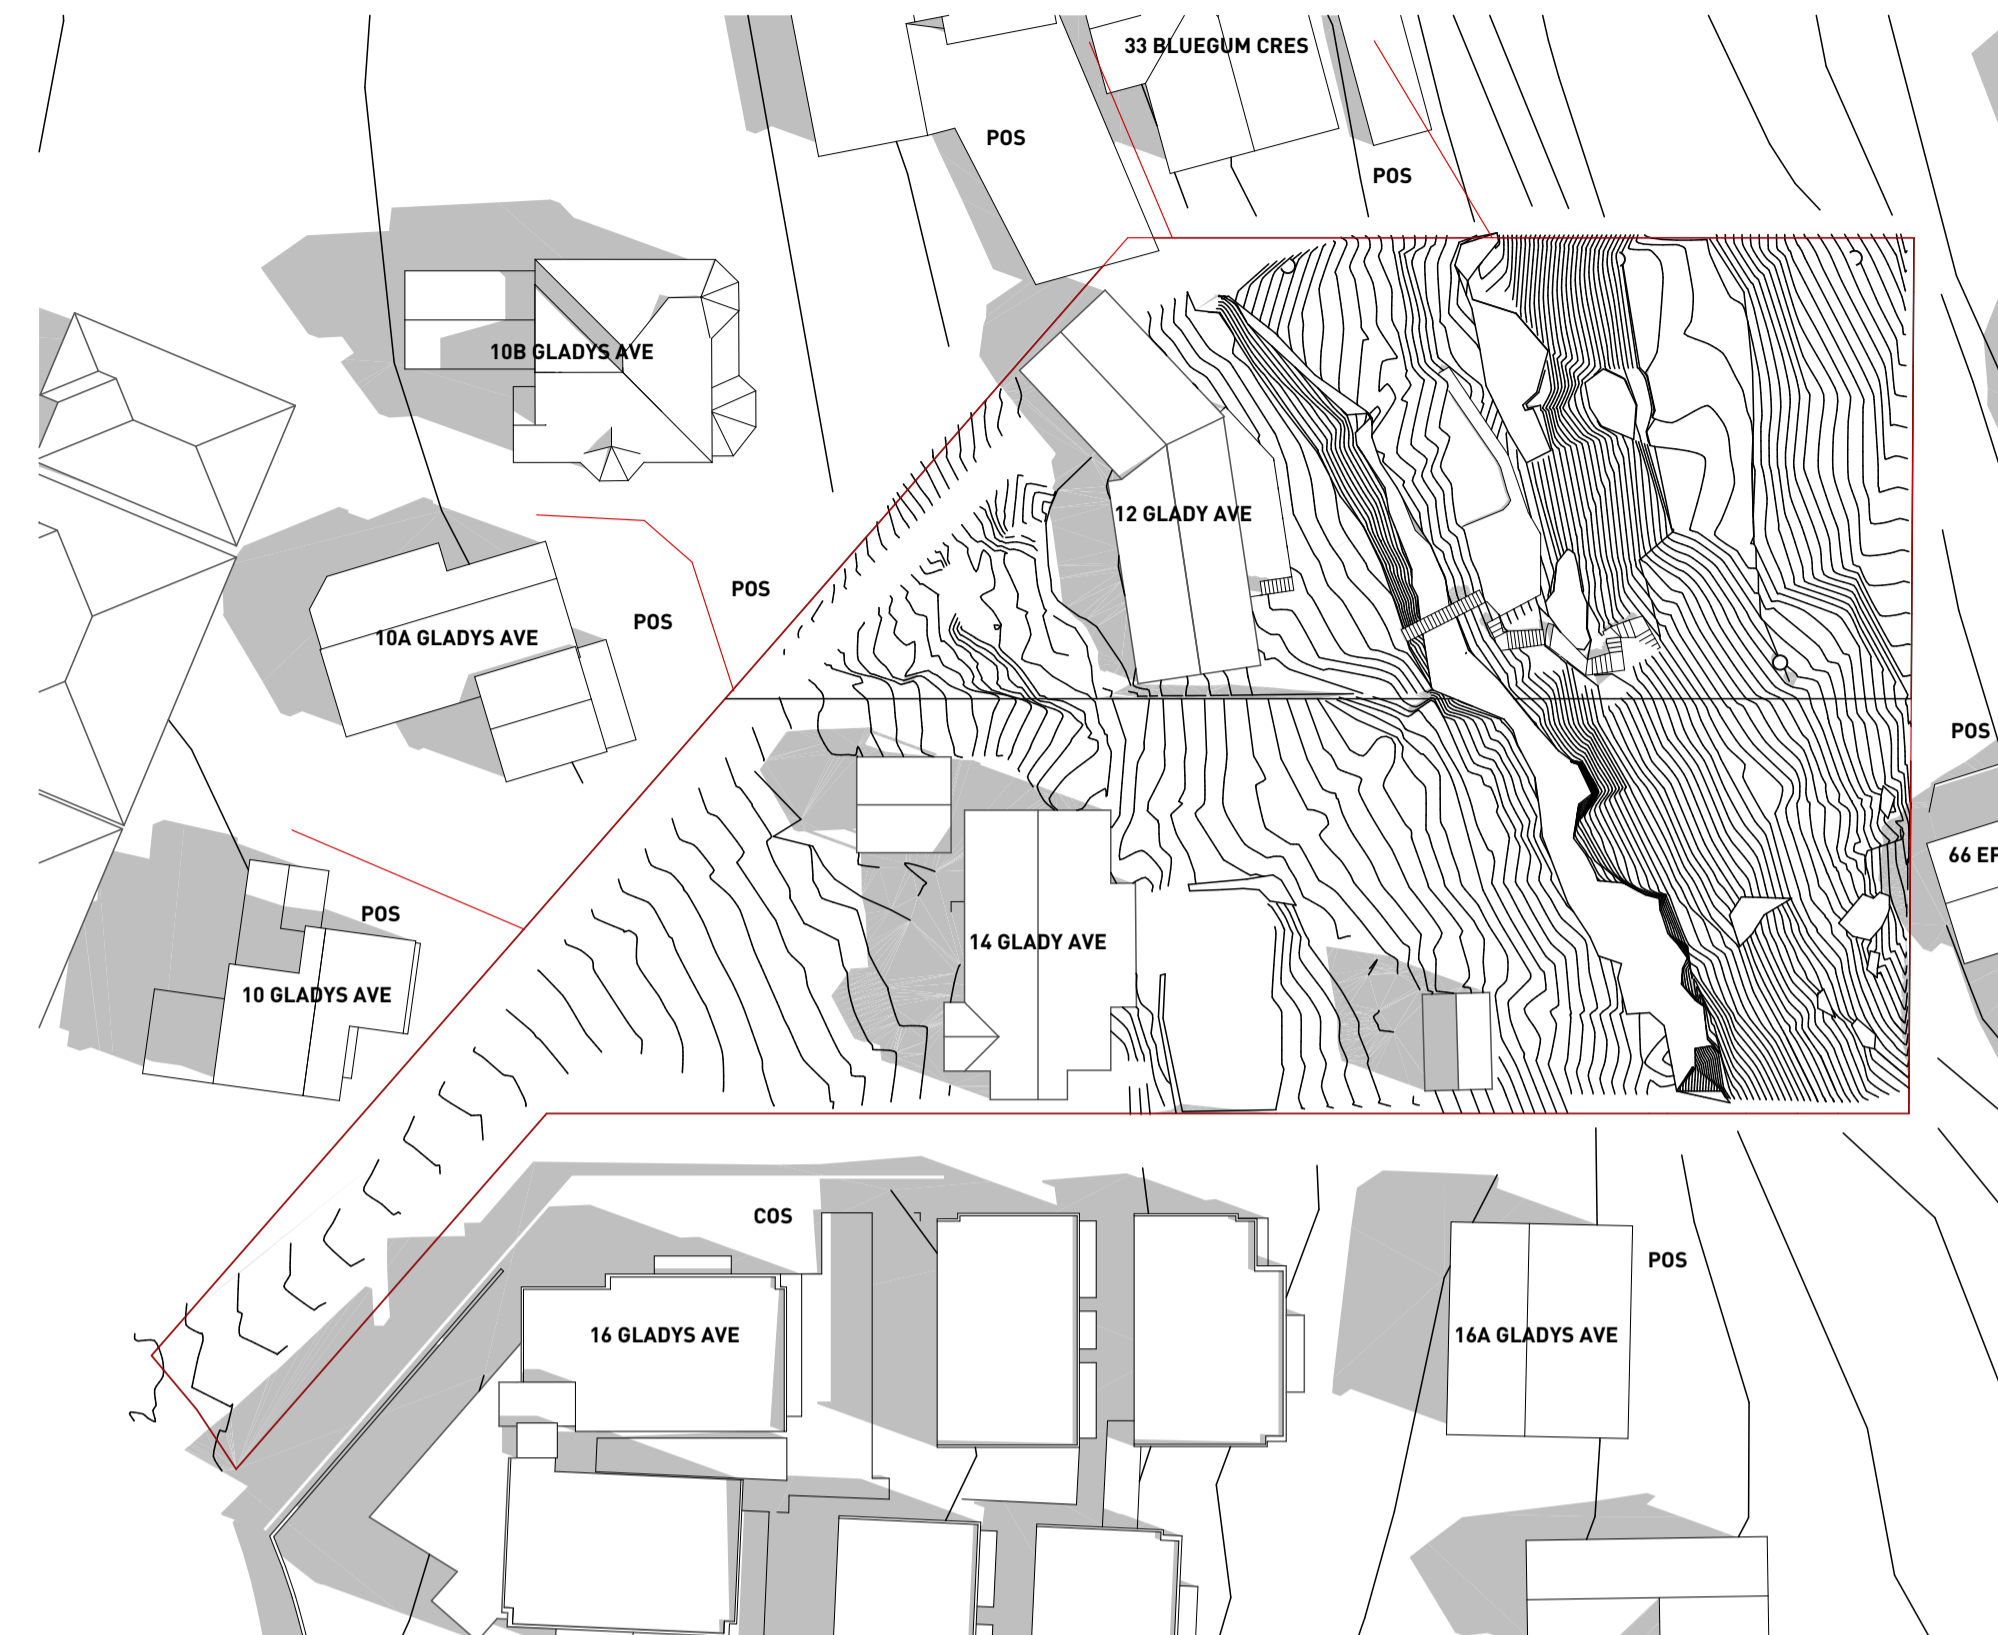 33 BLUEGUM CRES
POS
POS
10B GLADYS AVE
12 GLADY AVE
POS
POS
10A GLADYS AVE
POS
66 EF
POS
14 GLADY AVE
10 GLADYS AVE
COS
POS
16 GLADYS AVE
16A GLADYS AVE